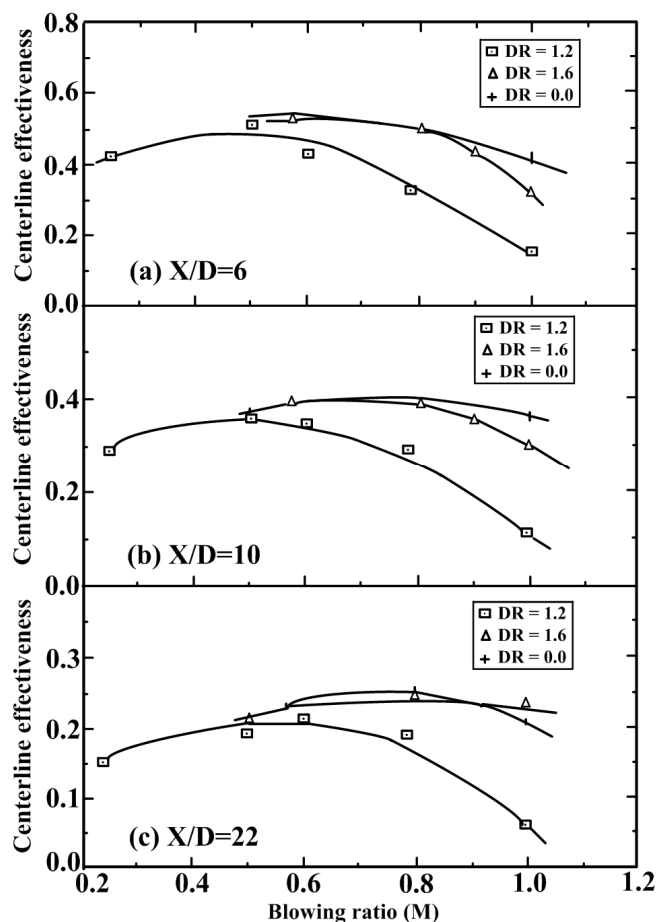 0.8
0.6
0.4
0.2
0.0
Centerline effectiveness
DR = 1.2
DR = 1.6
DR = 0.0
(a) X/D=6
0.4
0.2
0.0
Centerline effectiveness
DR = 1.2
DR = 1.6
DR = 0.0
(b) X/D=10
0.3
0.2
0.1
0.0
Centerline effectiveness
DR = 1.2
DR = 1.6
DR = 0.0
(c) X/D=22
0.2 0.4 0.6 0.8 1.0 1.2
Blowing ratio (M)